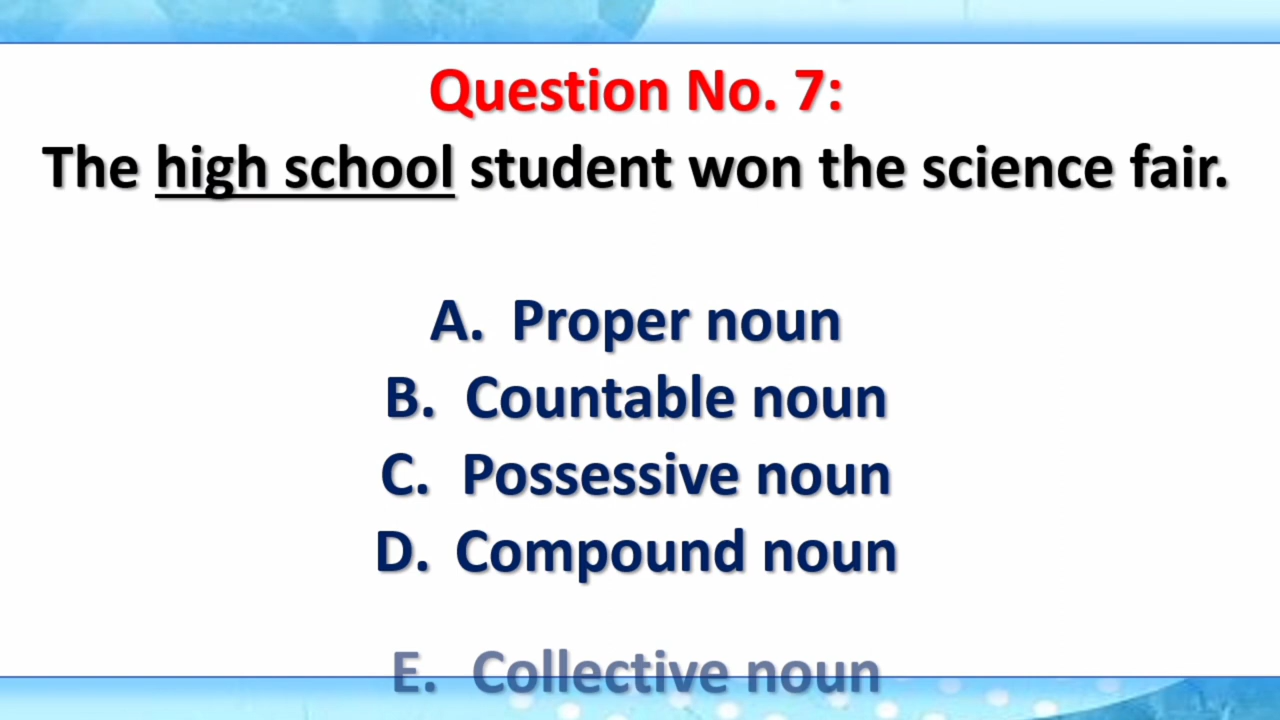 Question No. 7:
The high school student won the science fair.
A. Proper noun
B. Countable noun
C. Possessive noun
D. Compound noun
E. Collective noun